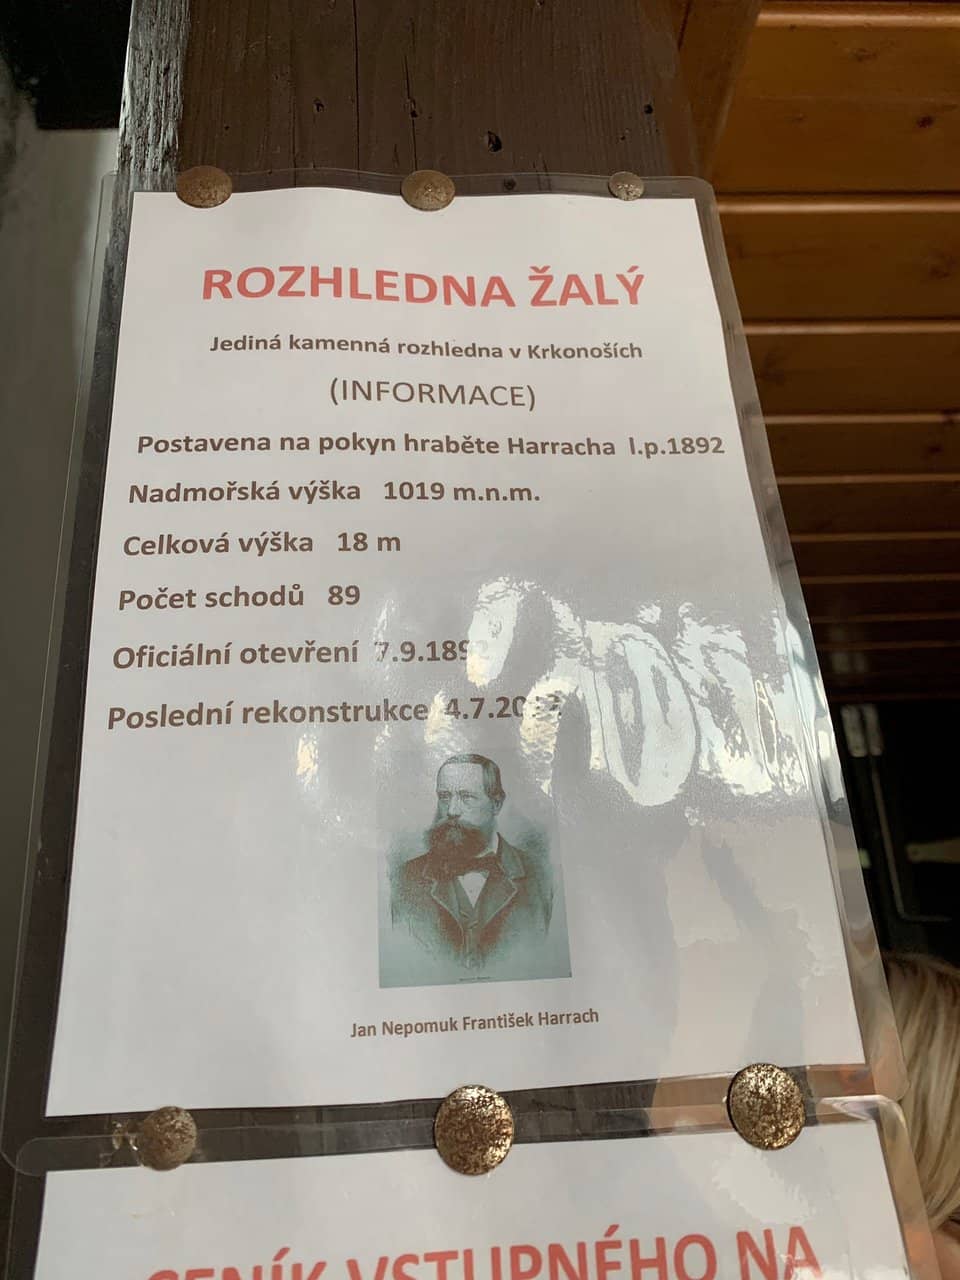 ROZHLEDNA ŽALÝ
Jediná kamenná rozhledna v Krkonoších
(INFORMACE)
Postavena na pokyn hraběte Harracha l.p.1892
Nadmořská výška 1019 m.n.m.
Celková výška 18 m
Počet schodů 89
Oficiální otevření
Poslední rekonstrukce
Jan Nepomuk František Harrach
CENÍK VSTUPNÉHO NA